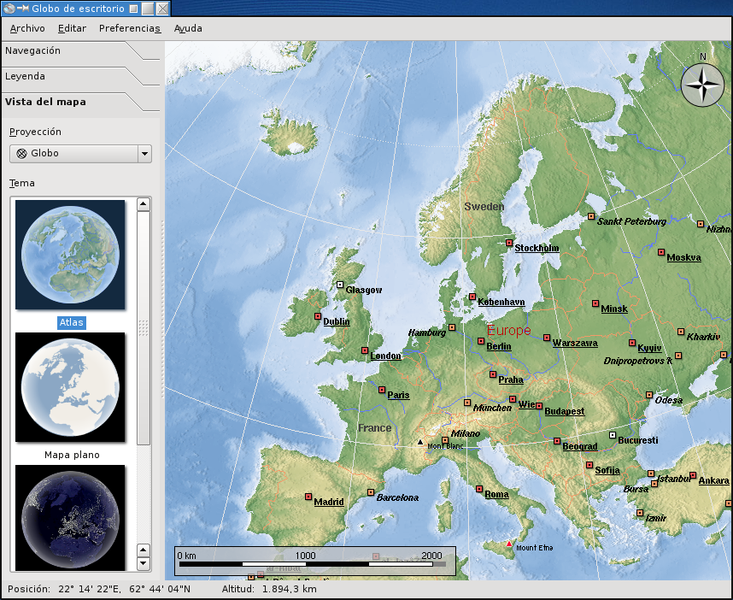 Globo de escritorio
Archivo Editar Preferencias Ayuda
Navegación
Leyenda
Vista del mapa
Proyección
Globo
Tema
Atlas
Mapa plano
N
Sweden
Sankt Peterburg
Nizhn
Stockholm
Moskva
Glasgow
København
Minsk
Dublin
Hamburg
Europe
Kharkiv
Berlin
Warszawa
Kyyiv
London
Dnipropetrovs'k
Praha
Paris
Odesa
München
Wien
Budapest
France
Milano
Bucuresti
Mont Blanc
Beograd
Sofija
Istanbul
Ankara
Bursa
Roma
Barcelona
Madrid
Izmir
Mount Etna
0 km 1000 2000
Posición: 22° 14' 22"E, 62° 44' 04"N Altitud: 1.894,3 km